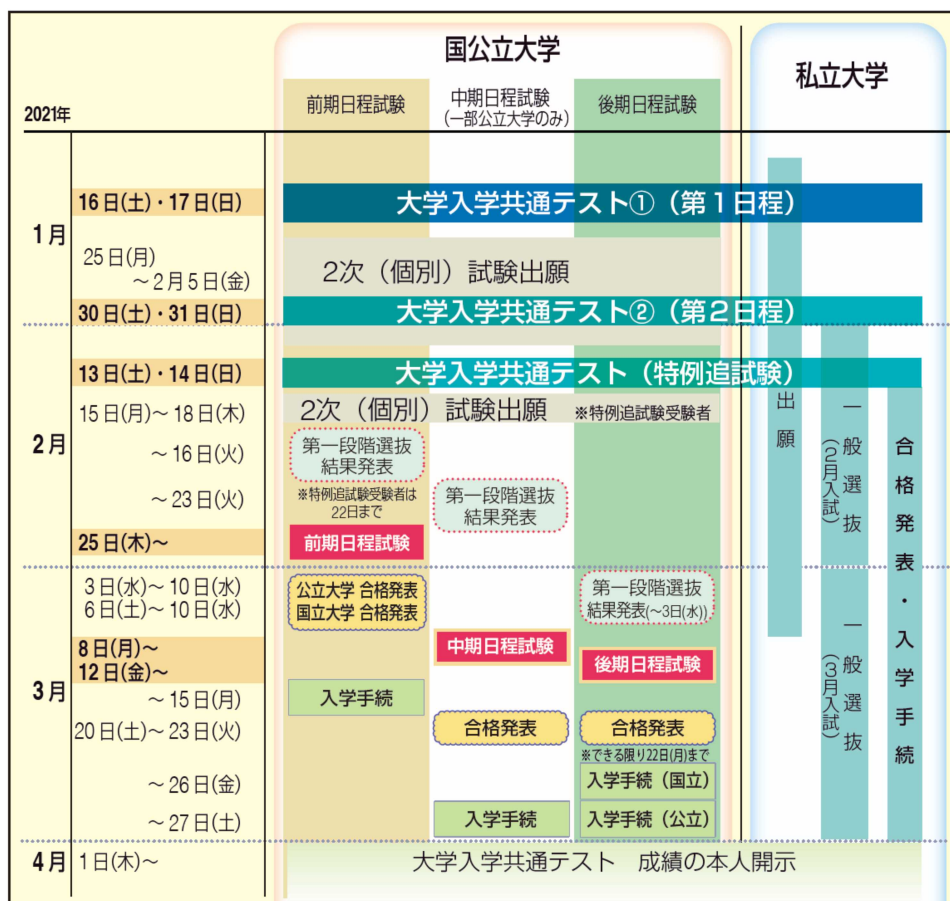 国公立大学
私立大学
2021年
前期日程試験
中期日程試験
(一部公立大学のみ)
後期日程試験
1月
16日(土)・17日(日)
大学入学共通テスト①(第1日程)
25日(月)
~2月5日(金)
2次(個別)試験出願
30日(土)・31日(日)
大学入学共通テスト②(第2日程)
2月
13日(土)・14日(日)
大学入学共通テスト(特例追試験)
15日(月)~18日(木)
2次(個別)試験出願 ※特例追試験受験者
~16日(火)
第一段階選抜
結果発表
※特例追試験受験者は
22日まで
~23日(火)
第一段階選抜
結果発表
25日(木)~
前期日程試験
3月
3日(水)~10日(水)
公立大学 合格発表
6日(土)~10日(水)
国立大学 合格発表
第一段階選抜
結果発表(~3日(水))
8日(月)~
中期日程試験
12日(金)~
後期日程試験
~15日(月)
入学手続
20日(土)~23日(火)
合格発表
合格発表
※できる限り22日(月)まで
~26日(金)
入学手続(国立)
~27日(土)
入学手続
入学手続(公立)
4月
1日(木)~
大学入学共通テスト 成績の本人開示
出願
一般選抜
(2月入試)
一般選抜
(3月入試)
合格発表・入学手続